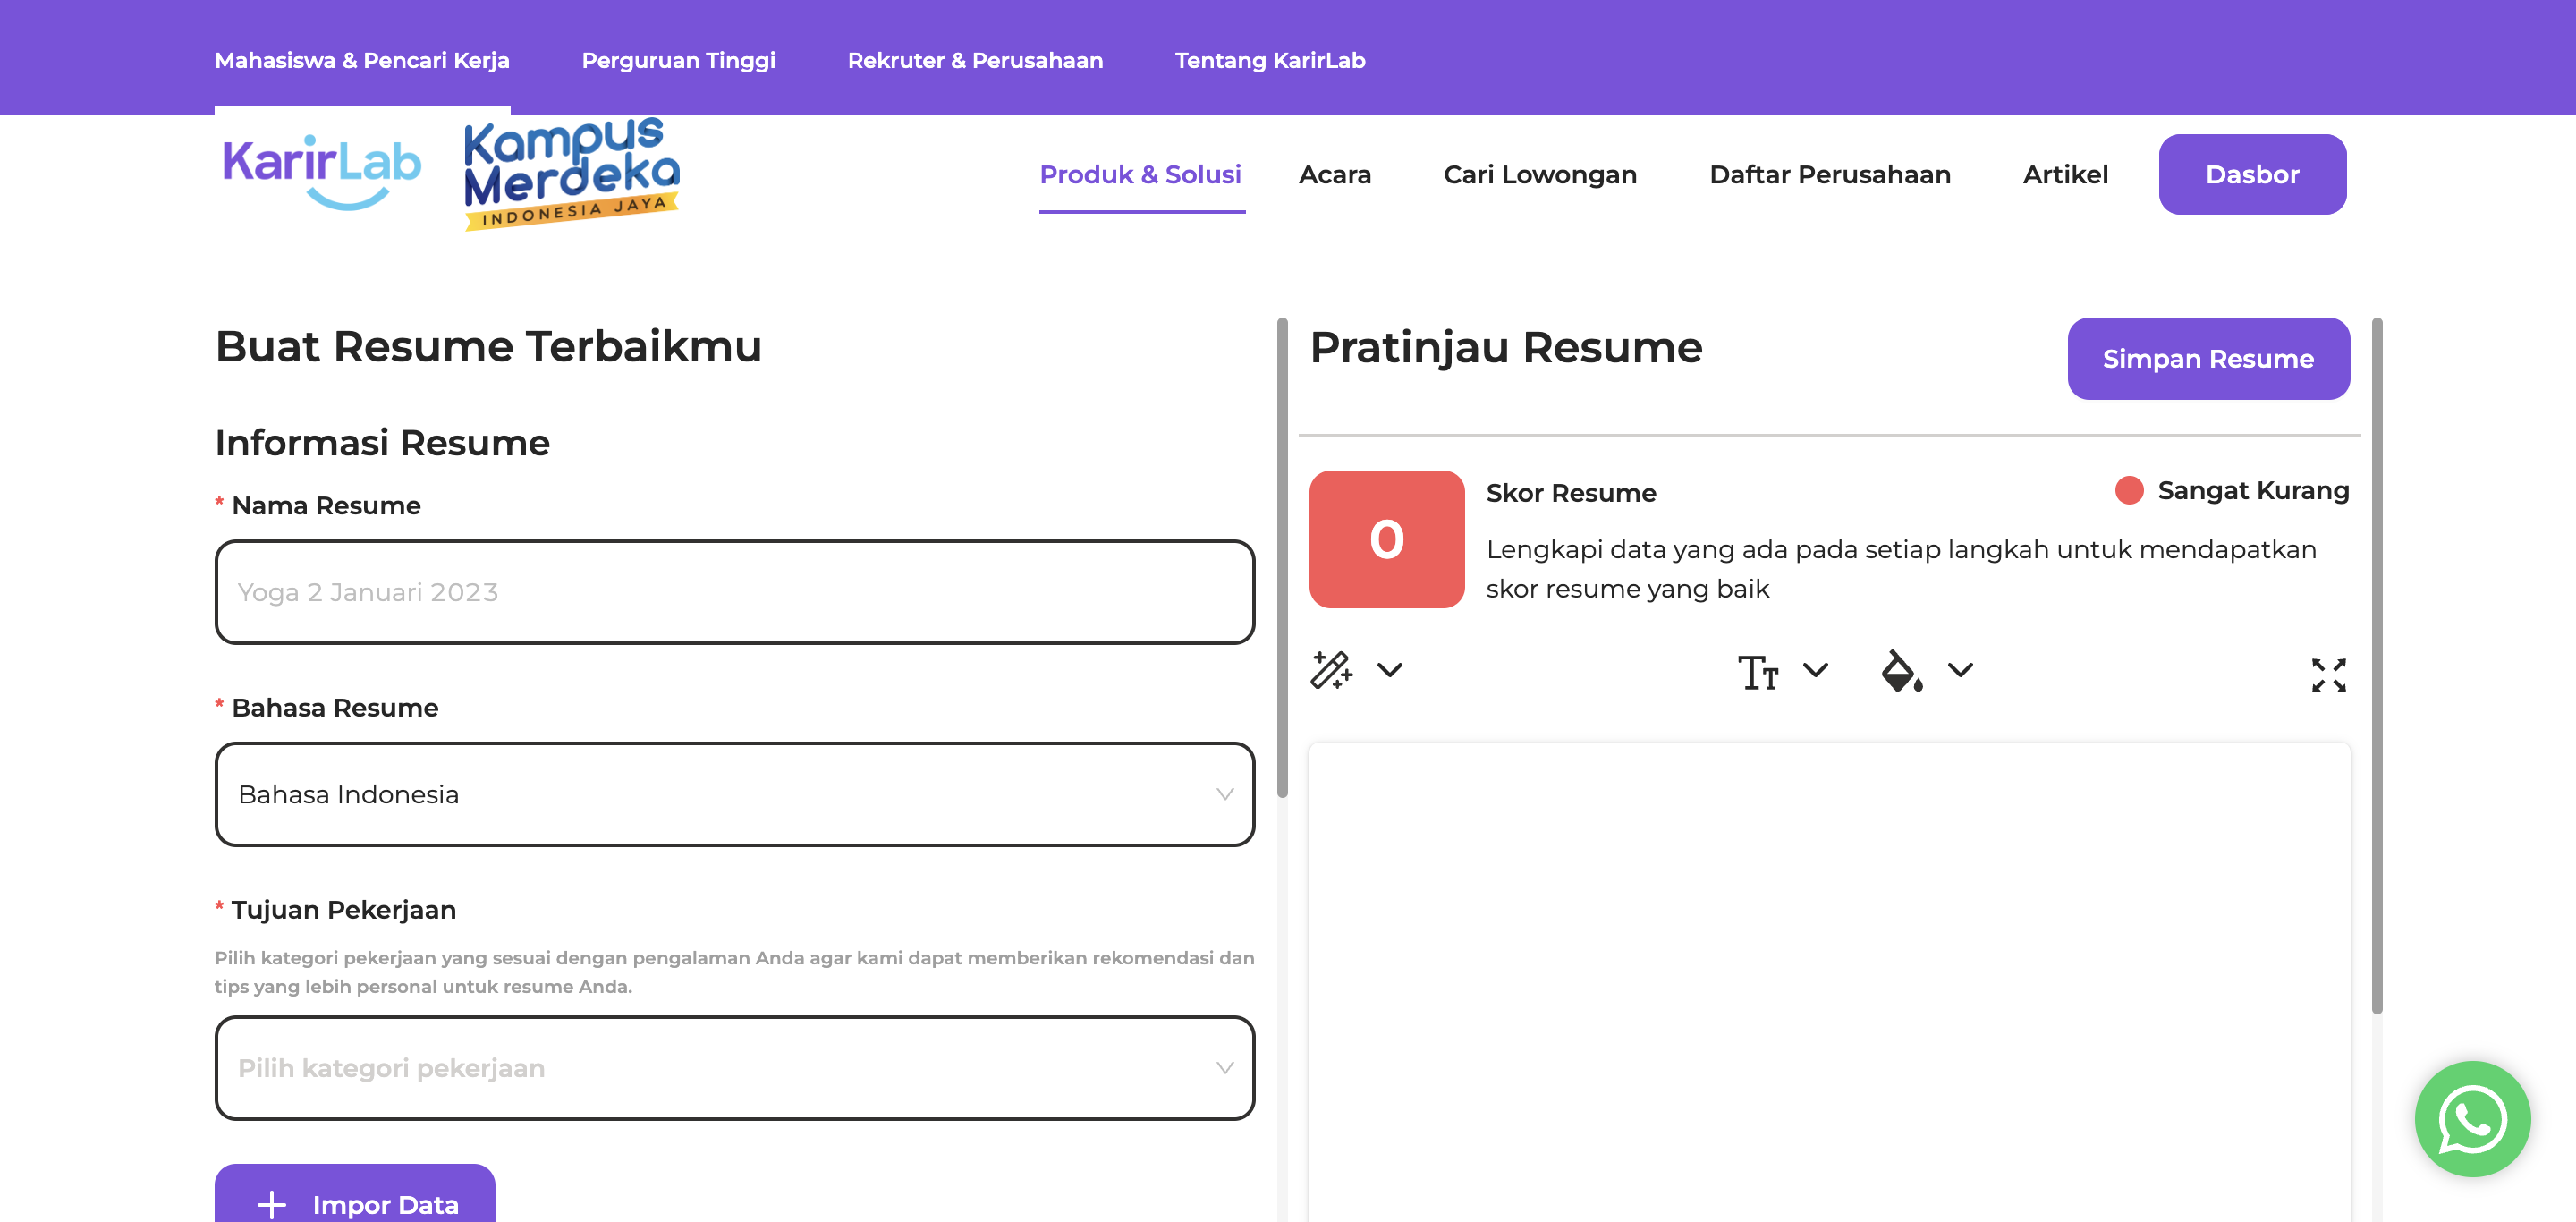 Mahasiswa & Pencari Kerja
Perguruan Tinggi
Rekruter & Perusahaan
Tentang KarirLab
KarirLab
Kampus
Merdeka
INDONESIA JAYA
Produk & Solusi
Acara
Cari Lowongan
Daftar Perusahaan
Artikel
Dasbor
Buat Resume Terbaikmu
Informasi Resume
* Nama Resume
Yoga 2 Januari 2023
* Bahasa Resume
Bahasa Indonesia
* Tujuan Pekerjaan
Pilih kategori pekerjaan yang sesuai dengan pengalaman Anda agar kami dapat memberikan rekomendasi dan
tips yang lebih personal untuk resume Anda.
Pilih kategori pekerjaan
Impor Data
Pratinjau Resume
Simpan Resume
0
Skor Resume
Sangat Kurang
Lengkapi data yang ada pada setiap langkah untuk mendapatkan
skor resume yang baik